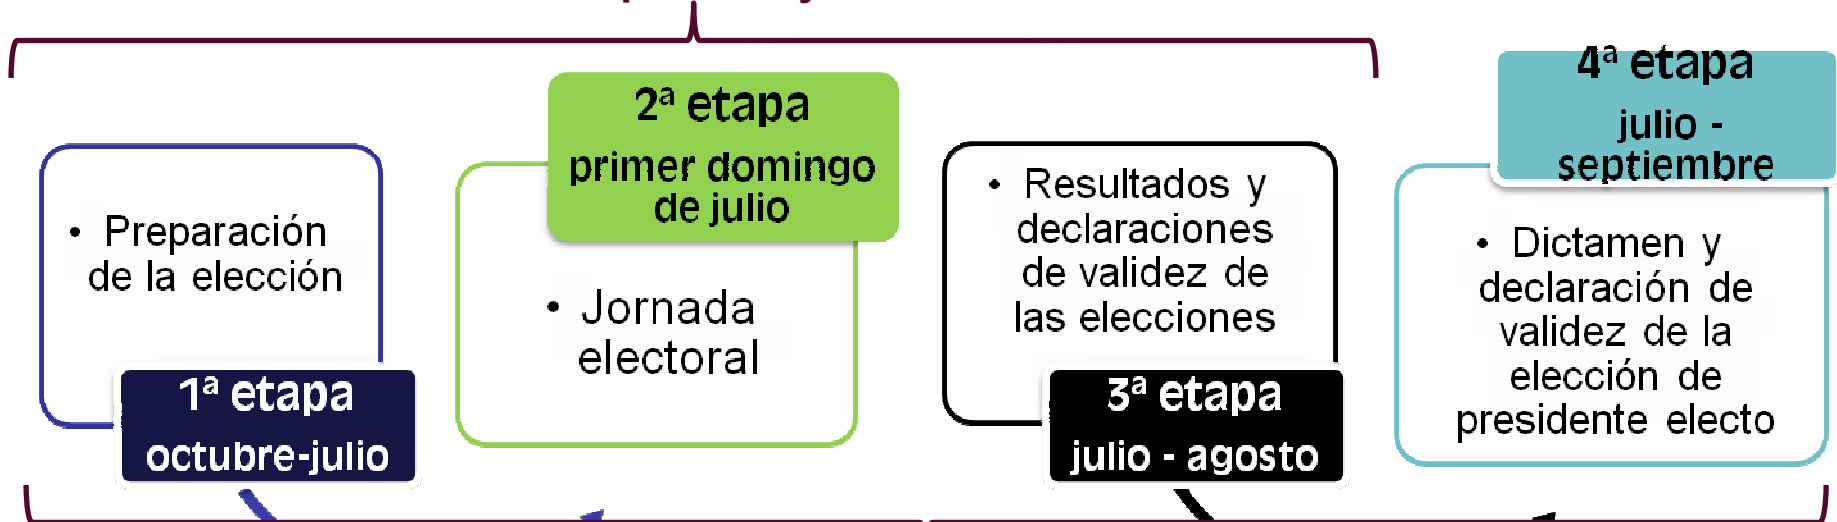 • Preparación
de la elección
1ª etapa
octubre-julio
2ª etapa
primer domingo
de julio
• Jornada
electoral
• Resultados y
declaraciones
de validez de
las elecciones
3ª etapa
julio - agosto
4ª etapa
julio -
septiembre
• Dictamen y
declaración de
validez de la
elección de
presidente electo